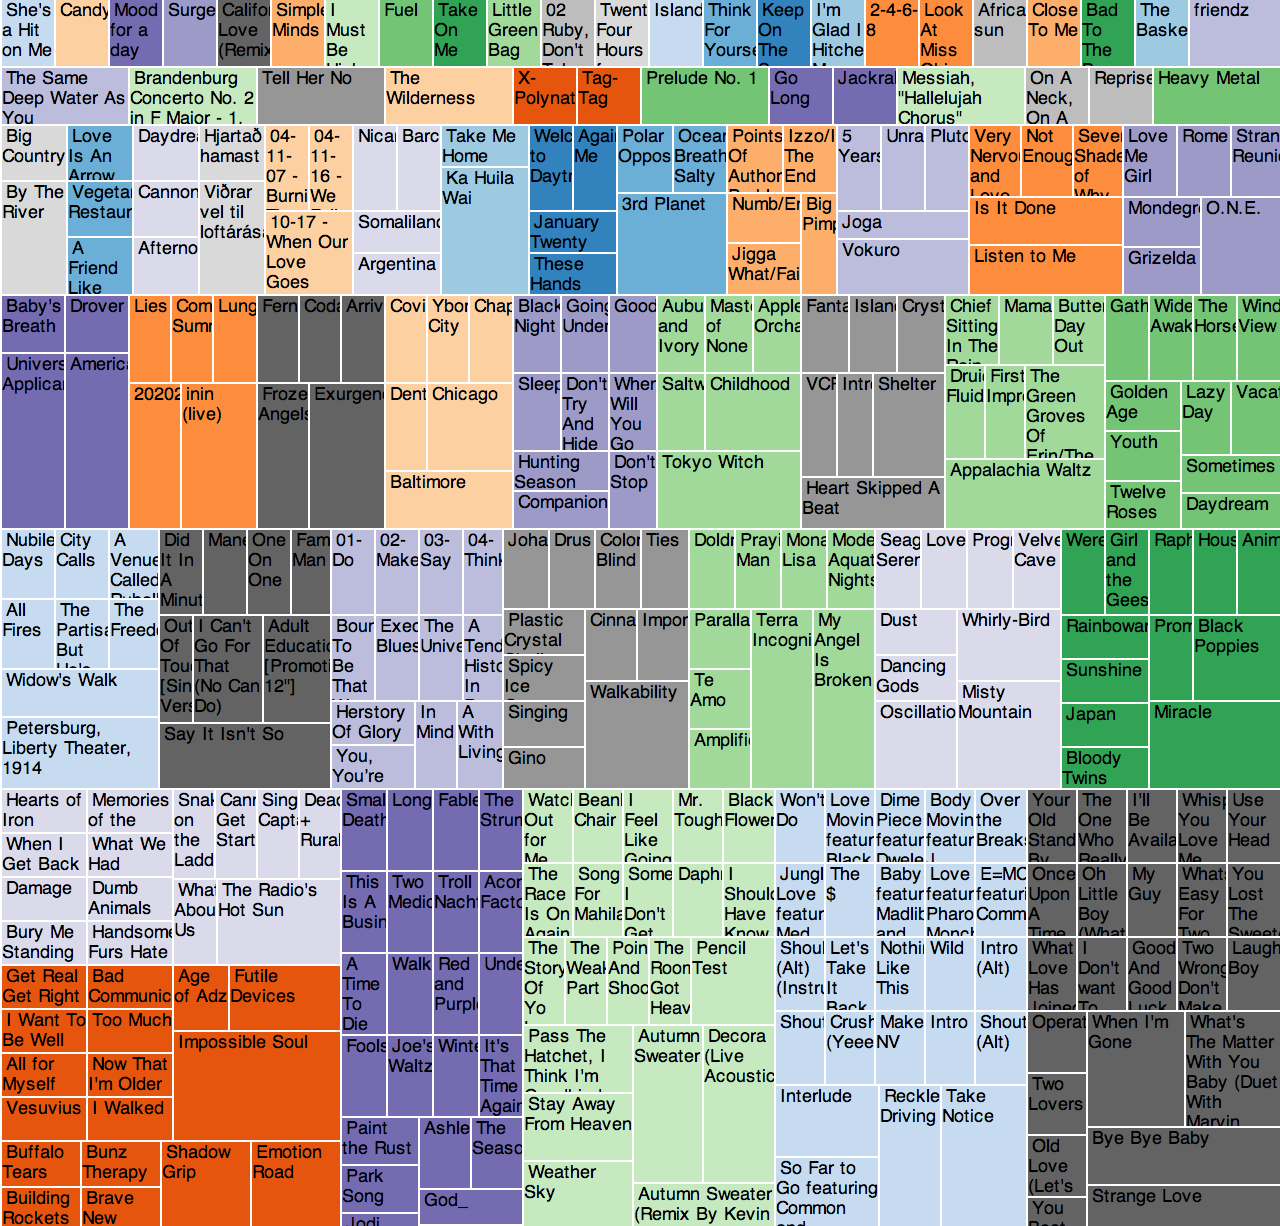 She's
a Hit
on Me
Candy
Mood
for a
day
Surge
Califo
Love
(Remix
Simple
Minds
I
Must
Be
Fuel
Take
On
Me
Little
Green
Bag
02
Ruby,
Don't
Twent
Four
Hours
Island
Think
For
Yourse
Keep
On
The
I'm
Glad I
Hitche
2-4-6-
8
Look
At
Miss
Africa
sun
Close
To Me
Bad
To
The
The
Baske
friendz
The Same
Deep Water As
You
Brandenburg
Concerto No. 2
in F Major - 1.
Tell Her No
The
Wilderness
X-
Polynat
Tag-
Tag
Prelude No. 1
Go
Long
Jackral
Messiah,
"Hallelujah
Chorus"
On A
Neck,
On A
Reprise
Heavy Metal
Big
Country
By The
River
Love
Is An
Arrow
Vegeta
Restaur
A
Friend
Like
Daydre
Cannon
Afterno
Hjartað
hamast
Viðrar
vel til
loftárása
04-
11-
07 -
Burni
04-
11-
16 -
We
10-17 -
When Our
Love
Goes
Nicar
Barc
Somaliland
Argentina
Take Me
Home
Ka Huila
Wai
Welc
to
Daytr
Again
Me
January
Twenty
These
Hands
Polar
Oppos
Ocean
Breath
Salty
3rd Planet
Points
Of
Author
Izzo/I
The
End
Numb/En
Jigga
What/Fai
Big
Pimp
5
Years
Unra
Pluto
Joga
Vokuro
Very
Nervou
and
Love
Not
Enoug
Seven
Shade
of
Why
Is It Done
Listen to Me
Love
Me
Girl
Rome
Stran
Reuni
Mondegr
Grizelda
O.N.E.
Baby's
Breath
Drover
Univers
Applica
America
Lies
Com
Sumr
Lung
20202
inin
(live)
Fern
Coda
Arriv
Froze
Angels
Exurgen
Covi
Ybor
City
Chap
Dent
Chicago
Baltimore
Black
Night
Going
Under
Good
Sleep
Don't
Try
And
Hide
When
Will
You
Go
Hunting
Season
Companion
Don't
Stop
Aubu
and
Ivory
Mast
of
None
Apple
Orcha
Saltw
Childhood
Tokyo Witch
Fanta
Island
Cryst
VCR
Intro
Shelter
Heart Skipped A
Beat
Chief
Sitting
In The
Rain
Mama
Butter
Day
Out
Druid
Fluid
First
Impre
The
Green
Groves
Of
Erin/The
Appalachia Waltz
Gath
Wide
Awak
The
Horse
Wind
View
Golden
Age
Youth
Twelve
Roses
Lazy
Day
Vaca
Sometimes
Daydream
Nubile
Days
City
Calls
A
Venue
Called
All
Fires
The
Partisa
But
He's
The
Freed
Widow's Walk
Petersburg,
Liberty Theater,
1914
Did
It In
A
Minut
Mane
One
On
One
Fam
Man
Out
Of
Tou
[Sin
Vers
I Can't
Go For
That
(No Can
Do)
Adult
Educati
[Promoti
12"]
Say It Isn't So
01-
Do
02-
Make
03-
Say
04-
Think
Bour
To
Be
That
Exec
Blues
The
Unive
A
Tend
Histo
In
Herstory
Of Glory
You,
You're
In
Mind
A
With
Living
Joha
Drus
Color
Blind
Ties
Plastic
Crystal
Spicy
Ice
Singing
Gino
Cinna
Impor
Walkability
Doldr
Prayi
Man
Mona
Lisa
Mode
Aquat
Nights
Paralla
Te
Amo
Amplifi
Terra
Incogni
My
Angel
Is
Broken
Seag
Seren
Love
Progr
Velve
Cave
Dust
Dancing
Gods
Oscillatio
Whirly-Bird
Misty
Mountain
Were
Girl
and
the
Gees
Raph
Hous
Anim
Rainbowar
Sunshine
Japan
Bloody
Twins
Prom
Black
Poppies
Miracle
Hearts of
Iron
Memories
of the
When I
Get Back
What We
Had
Damage
Dumb
Animals
Bury Me
Standing
Handsome
Furs Hate
Snak
on
the
Ladd
Cann
Get
Start
Sing
Capt
Dead
+
Rural
What
Abou
Us
The Radio's
Hot Sun
Get Real
Get Right
Bad
Communic
I Want To
Be Well
Too Much
All for
Myself
Now That
I'm Older
Vesuvius
I Walked
Age
of Adz
Futile
Devices
Impossible Soul
Buffalo
Tears
Bunz
Therapy
Building
Rockets
Brave
New
Shadow
Grip
Emotion
Road
Smal
Death
Long
Fable
The
Strun
This
Is A
Busin
Two
Medic
Troll
Nach
Acor
Facto
A
Time
To
Die
Walk
Red
and
Purpl
Unde
Fools
Joe's
Waltz
Winte
It's
That
Time
Again
Paint
the Rust
Park
Song
Jodi
Ashle
The
Seaso
God_
Watch
Out
for
Me
Bean
Chair
I
Feel
Like
Going
Mr.
Tough
Black
Flower
The
Race
Is On
Again
Song
For
Mahila
Some
I
Don't
Get
Daphn
I
Should
Have
Know
The
Story
Of
Yo
The
Weak
Part
Poin
And
Shoo
The
Room
Got
Heav
Pencil
Test
Pass The
Hatchet, I
Think I'm
Stay Away
From Heaven
Weather
Sky
Autumn
Sweater
Decora
(Live
Acoustic
Autumn Sweater
(Remix By Kevin
Won't
Do
Love
Movin
featur
Black
Dime
Piece
featur
Dwele
Body
Movin
featur
J
Over
the
Breaks
Jungl
Love
featur
Med
The
$
Baby
featur
Madlib
and
Love
featur
Pharo
Monch
E=MC
featuri
Comm
Shou
(Alt)
(Instru
Let's
Take
It
Back
Nothi
Like
This
Wild
Intro
(Alt)
Shout
Crush
(Yeee
Make
NV
Intro
Shout
(Alt)
Interlude
So Far to
Go featuring
Common
and
Reckle
Driving
Take
Notice
Your
Old
Stand
By
The
One
Who
Really
I'll
Be
Availa
Whisp
You
Love
Me
Use
Your
Head
Once
Upon
A
Time
Oh
Little
Boy
(What
My
Guy
What
Easy
For
Two
You
Lost
The
Sweet
What
Love
Has
Joined
I
Don't
want
To
Good
And
Good
Luck
Two
Wrong
Don't
Make
Laugh
Boy
Operat
Two
Lovers
Old
Love
(Let's
You
Beat
When I'm
Gone
What's
The Matter
With You
Baby (Duet
With
Marvin
Bye Bye Baby
Strange Love